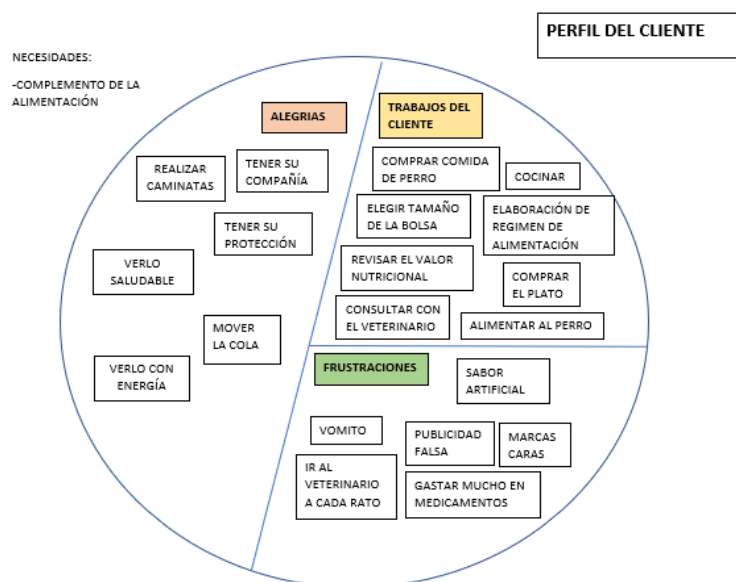 PERFIL DEL CLIENTE
NECESIDADES:
-COMPLEMENTO DE LA
ALIMENTACIÓN
ALEGRIAS
REALIZAR
CAMINATAS
TENER SU
COMPAÑÍA
TENER SU
PROTECCIÓN
VERLO
SALUDABLE
MOVER
LA COLA
VERLO CON
ENERGÍA
TRABAJOS DEL
CLIENTE
COMPRAR COMIDA
DE PERRO
COCINAR
ELEGIR TAMAÑO
DE LA BOLSA
ELABORACIÓN DE
REGIMEN DE
ALIMENTACIÓN
REVISAR EL VALOR
NUTRICIONAL
COMPRAR
EL PLATO
CONSULTAR CON
EL VETERINARIO
ALIMENTAR AL PERRO
FRUSTRACIONES
SABOR
ARTIFICIAL
VOMITO
PUBLICIDAD
FALSA
MARCAS
CARAS
IR AL
VETERINARIO
A CADA RATO
GASTAR MUCHO EN
MEDICAMENTOS